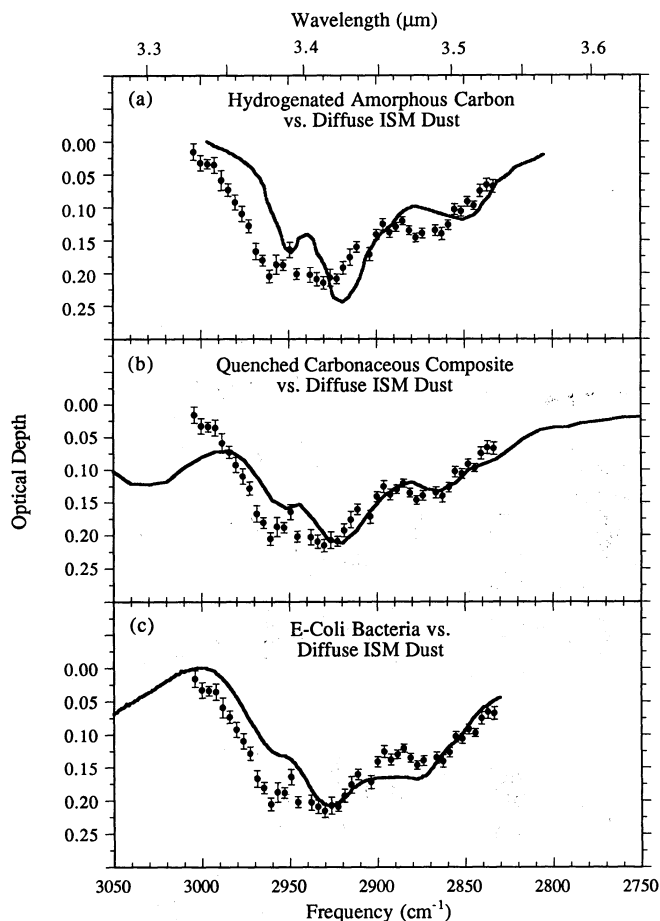 Wavelength (μm)
3.3 3.4 3.5 3.6
(a)
Hydrogenated Amorphous Carbon
vs. Diffuse ISM Dust
0.00
0.05
0.10
0.15
0.20
0.25
(b)
Quenched Carbonaceous Composite
vs. Diffuse ISM Dust
0.00
0.05
0.10
0.15
0.20
0.25
Optical Depth
(c)
E-Coli Bacteria vs.
Diffuse ISM Dust
0.00
0.05
0.10
0.15
0.20
0.25
3050 3000 2950 2900 2850 2800 2750
Frequency (cm⁻¹)